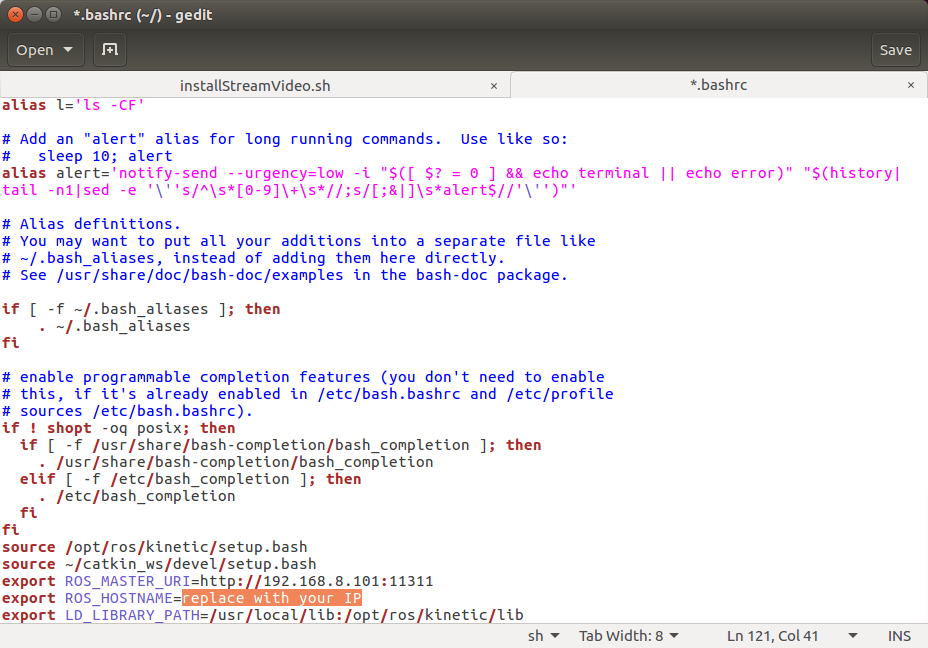 *.bashrc (~/) - gedit
Open Save
installStreamVideo.sh × *.bashrc ×
alias l='ls -CF'
# Add an "alert" alias for long running commands.  Use like so:
#   sleep 10; alert
alias alert='notify-send --urgency=low -i "$([ $? = 0 ] && echo terminal || echo error)" "$(history|
tail -n1|sed -e '\''s/^\s*[0-9]\+\s*//;s/[;&|]\s*alert$//'\'')"'
# Alias definitions.
# You may want to put all your additions into a separate file like
# ~/.bash_aliases, instead of adding them here directly.
# See /usr/share/doc/bash-doc/examples in the bash-doc package.
if [ -f ~/.bash_aliases ]; then
    . ~/.bash_aliases
fi
# enable programmable completion features (you don't need to enable
# this, if it's already enabled in /etc/bash.bashrc and /etc/profile
# sources /etc/bash.bashrc).
if ! shopt -oq posix; then
  if [ -f /usr/share/bash-completion/bash_completion ]; then
    . /usr/share/bash-completion/bash_completion
  elif [ -f /etc/bash_completion ]; then
    . /etc/bash_completion
  fi
fi
source /opt/ros/kinetic/setup.bash
source ~/catkin_ws/devel/setup.bash
export ROS_MASTER_URI=http://192.168.8.101:11311
export ROS_HOSTNAME=replace with your IP
export LD_LIBRARY_PATH=/usr/local/lib:/opt/ros/kinetic/lib
sh Tab Width: 8 Ln 121, Col 41 INS